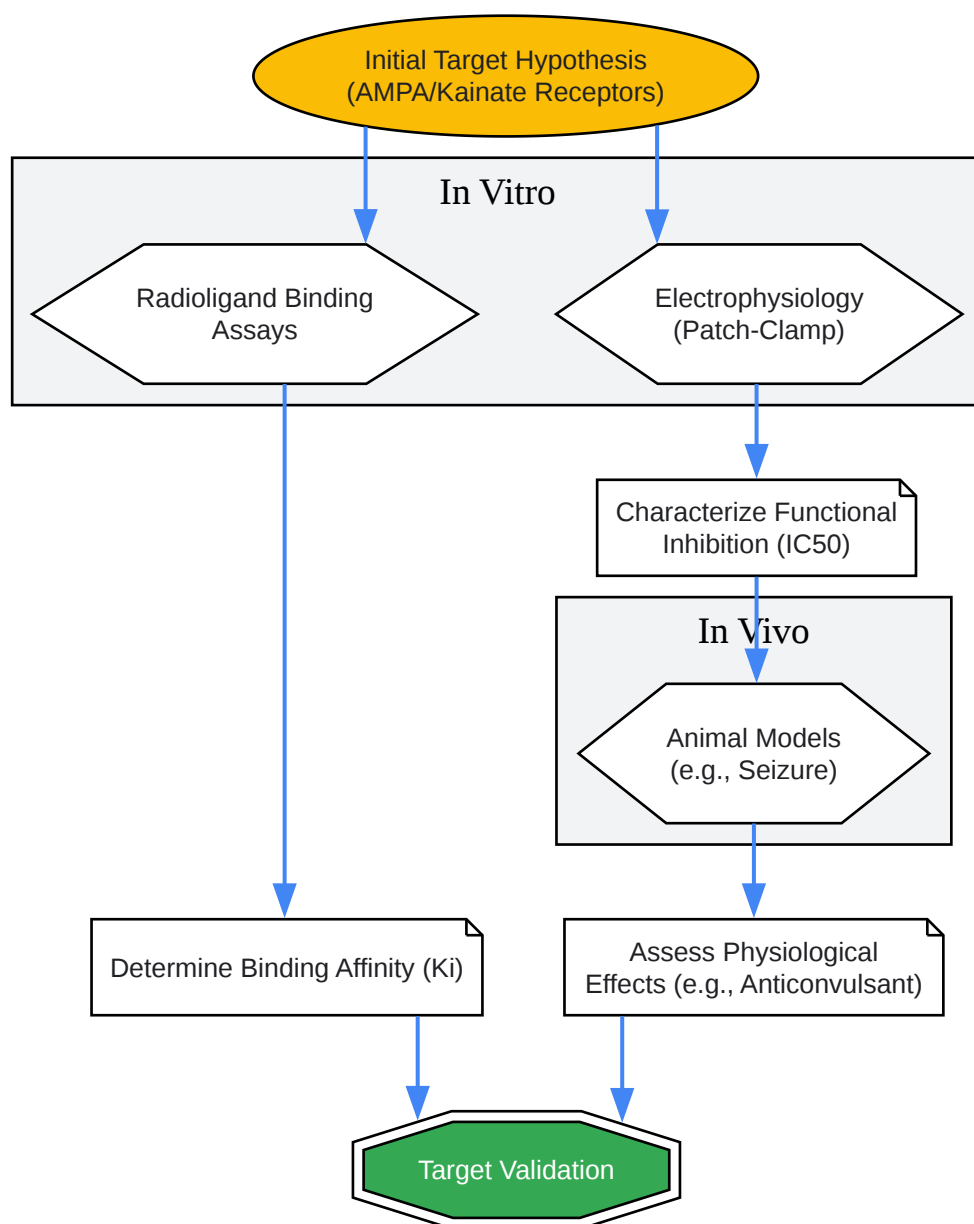 Initial Target Hypothesis
(AMPA/Kainate Receptors)
In Vitro
Radioligand Binding
Assays
Electrophysiology
(Patch-Clamp)
Characterize Functional
Inhibition (IC50)
In Vivo
Animal Models
(e.g., Seizure)
Determine Binding Affinity (Ki)
Assess Physiological
Effects (e.g., Anticonvulsant)
Target Validation